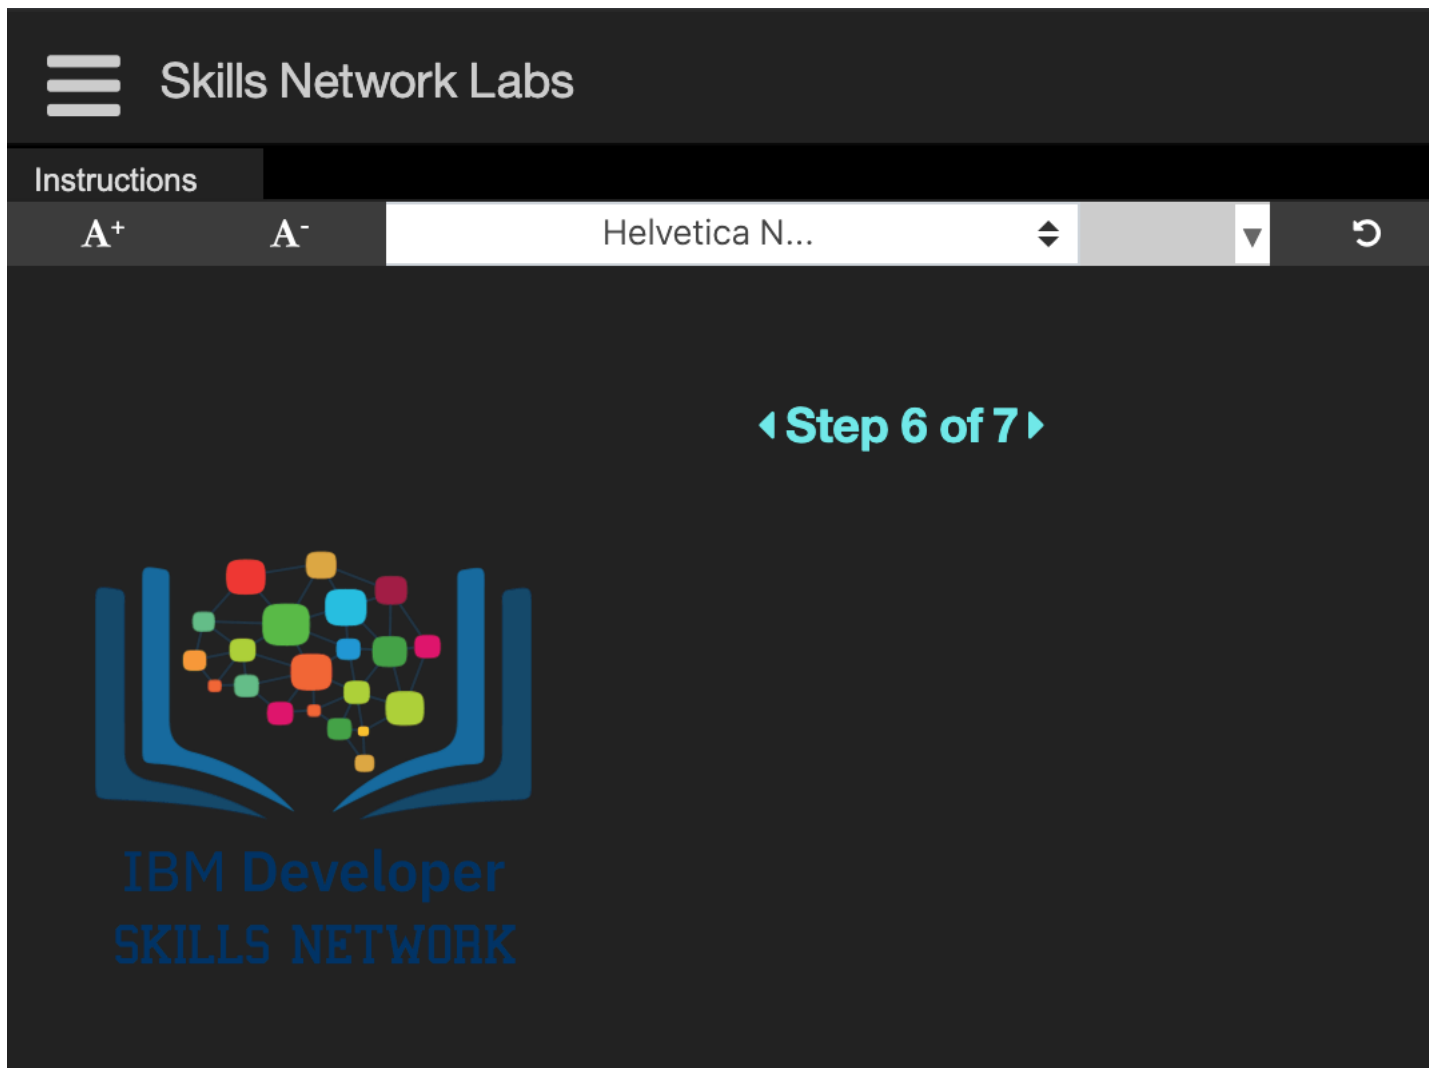 Skills Network Labs
Instructions
A+ A- Helvetica N...
Step 6 of 7
IBM Developer
SKILLS NETWORK